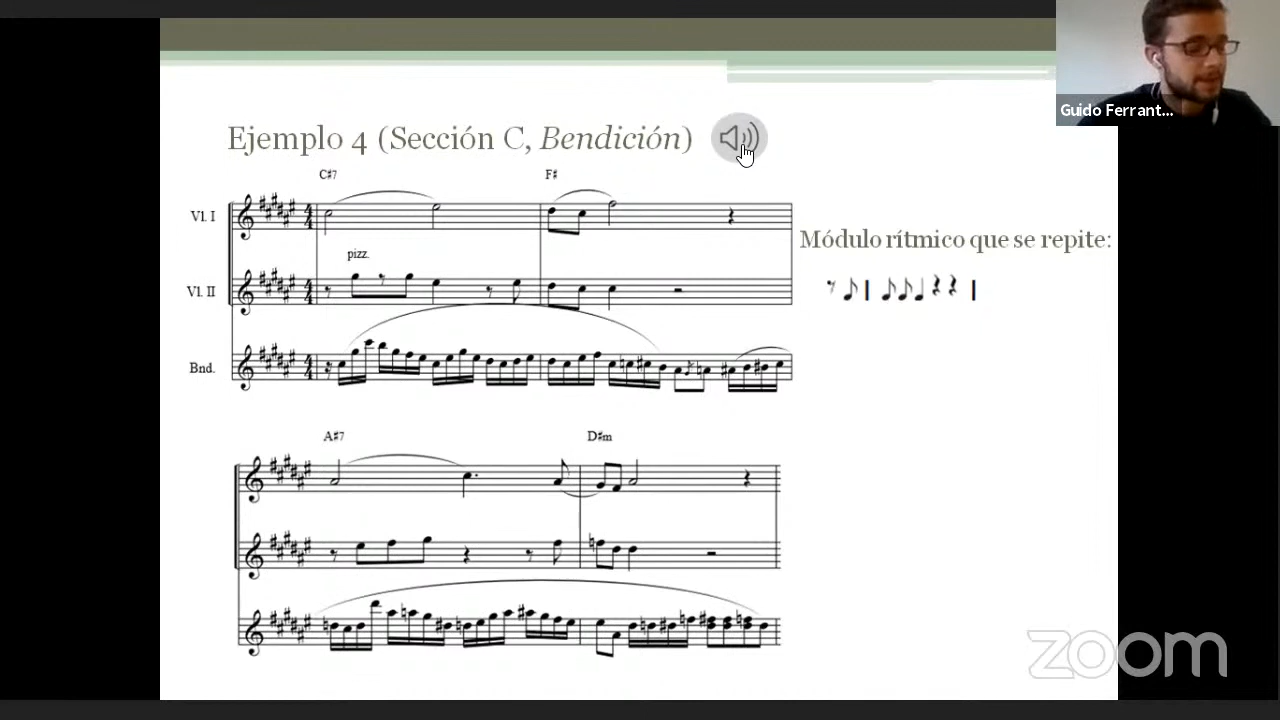 Guido Ferrant...
Ejemplo 4 (Sección C, Bendición)
C♯7
F♯
Vl. I
Módulo rítmico que se repite:
pizz.
Vl. II
Bnd.
A♯7
D♯m
zoom